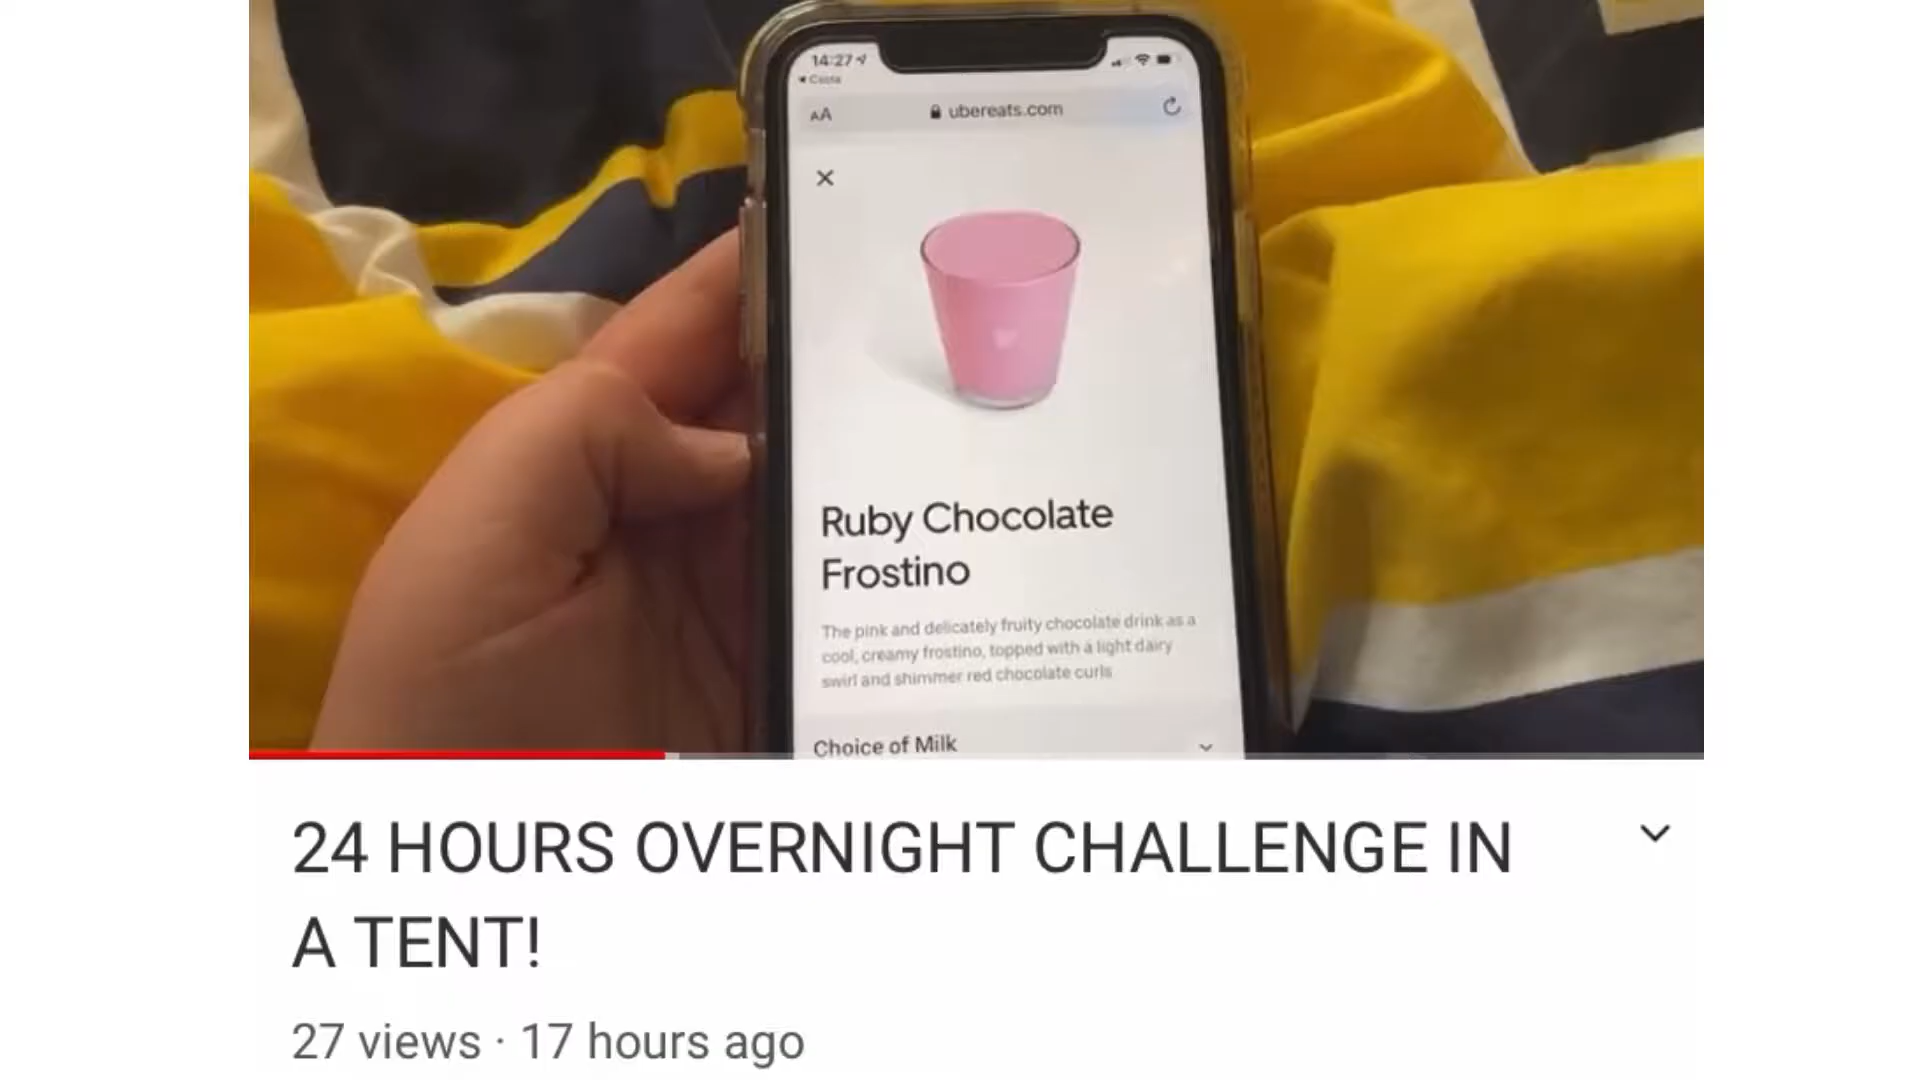 14:27
Costa
AA
ubereats.com
Ruby Chocolate
Frostino
The pink and delicately fruity chocolate drink as a
cool, creamy frostino, topped with a light dairy
swirl and shimmer red chocolate curls
Choice of Milk
24 HOURS OVERNIGHT CHALLENGE IN
A TENT!
27 views · 17 hours ago